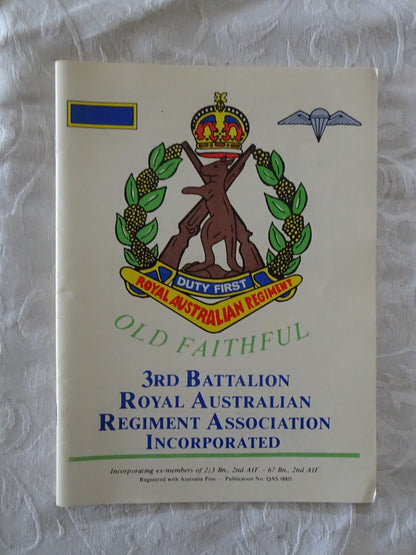 DUTY FIRST
ROYAL AUSTRALIAN REGIMENT
OLD FAITHFUL
3RD BATTALION
ROYAL AUSTRALIAN
REGIMENT ASSOCIATION
INCORPORATED
Incorporating ex-members of 2/3 Bn., 2nd AIF. - 67 Bn., 2nd AIF.
Registered with Australia Post — Publication No. QAS 0005